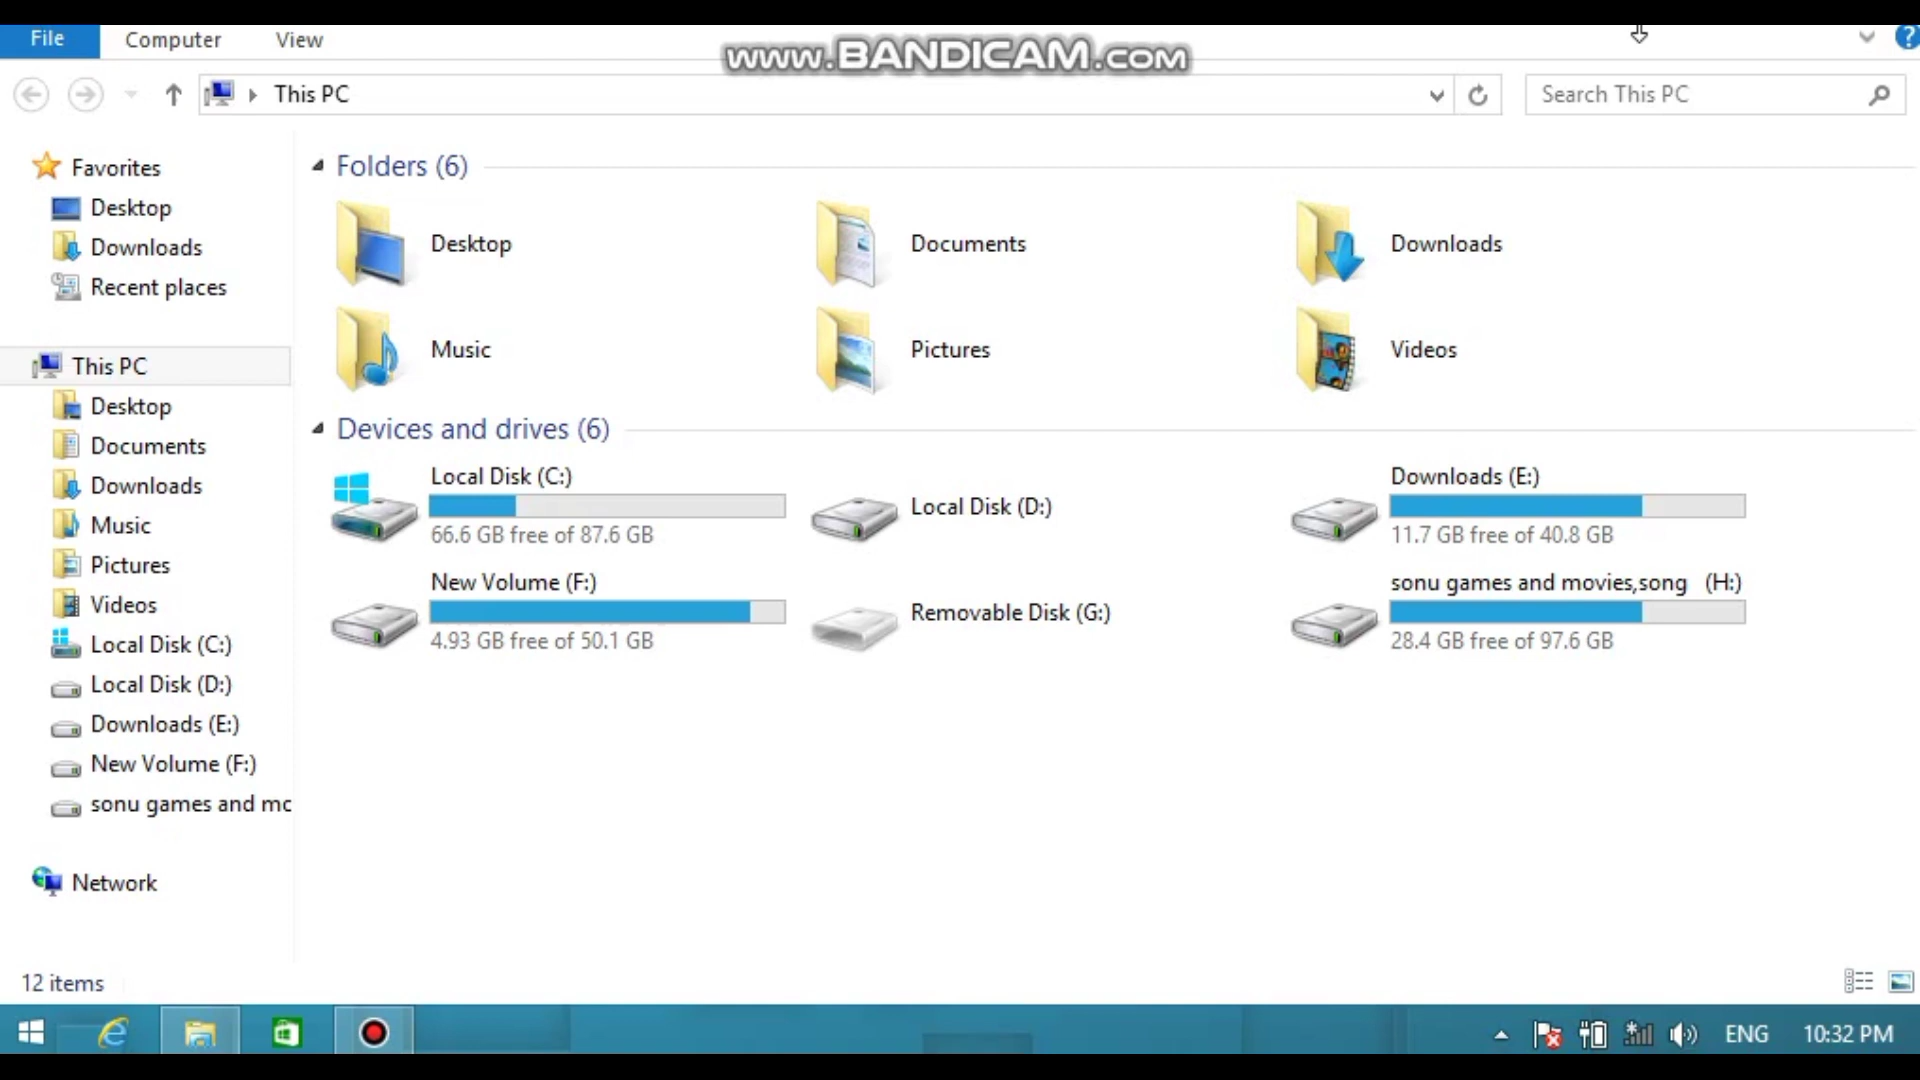 File Computer View
www.BANDICAM.com
This PC
Search This PC
Favorites
Desktop
Downloads
Recent places
This PC
Desktop
Documents
Downloads
Music
Pictures
Videos
Local Disk (C:)
Local Disk (D:)
Downloads (E:)
New Volume (F:)
sonu games and mc
Network
Folders (6)
Desktop
Documents
Downloads
Music
Pictures
Videos
Devices and drives (6)
Local Disk (C:)
66.6 GB free of 87.6 GB
Local Disk (D:)
Downloads (E:)
11.7 GB free of 40.8 GB
New Volume (F:)
4.93 GB free of 50.1 GB
Removable Disk (G:)
sonu games and movies,song (H:)
28.4 GB free of 97.6 GB
12 items
ENG 10:32 PM